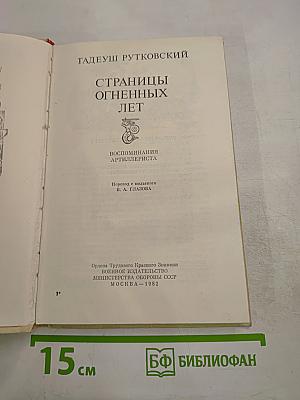 ТАДЕУШ РУТКОВСКИЙ
СТРАНИЦЫ
ОГНЕННЫХ
ЛЕТ
ВОСПОМИНАНИЯ
АРТИЛЛЕРИСТА
Перевод с польского
В. А. ГЛАЗОВА
Ордена Трудового Красного Знамени
ВОЕННОЕ ИЗДАТЕЛЬСТВО
МИНИСТЕРСТВА ОБОРОНЫ СССР
МОСКВА — 1982
15 см
БФ БИБЛИОФАН